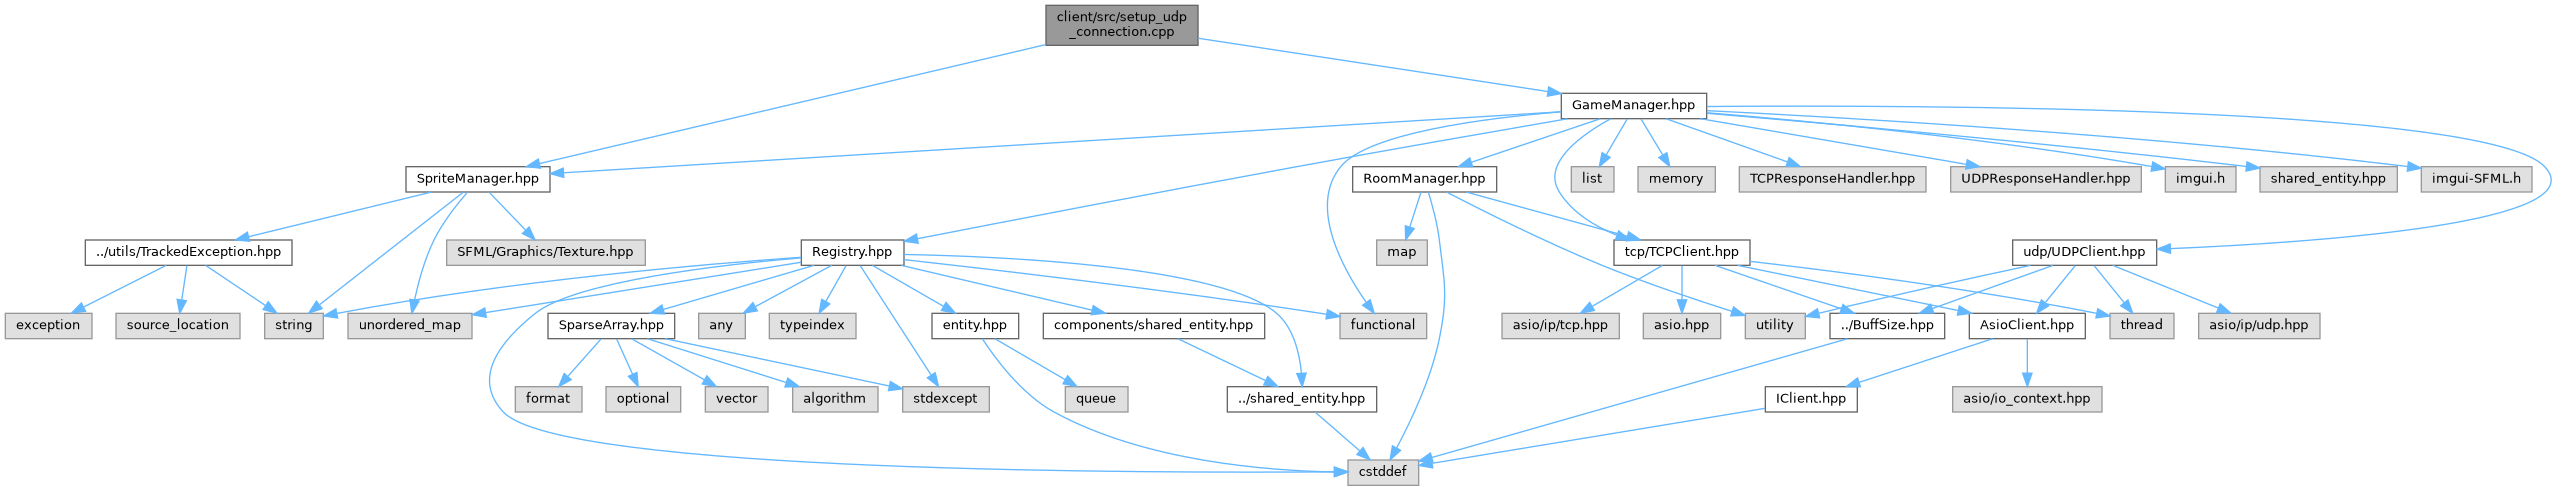 client/src/setup_udp
_connection.cpp
GameManager.hpp
SpriteManager.hpp
RoomManager.hpp
list
memory
TCPResponseHandler.hpp
UDPResponseHandler.hpp
imgui.h
shared_entity.hpp
imgui-SFML.h
../utils/TrackedException.hpp
SFML/Graphics/Texture.hpp
Registry.hpp
map
tcp/TCPClient.hpp
udp/UDPClient.hpp
exception
source_location
string
unordered_map
SparseArray.hpp
any
typeindex
entity.hpp
components/shared_entity.hpp
functional
asio/ip/tcp.hpp
asio.hpp
utility
../BuffSize.hpp
AsioClient.hpp
thread
asio/ip/udp.hpp
format
optional
vector
algorithm
stdexcept
queue
../shared_entity.hpp
IClient.hpp
asio/io_context.hpp
cstddef